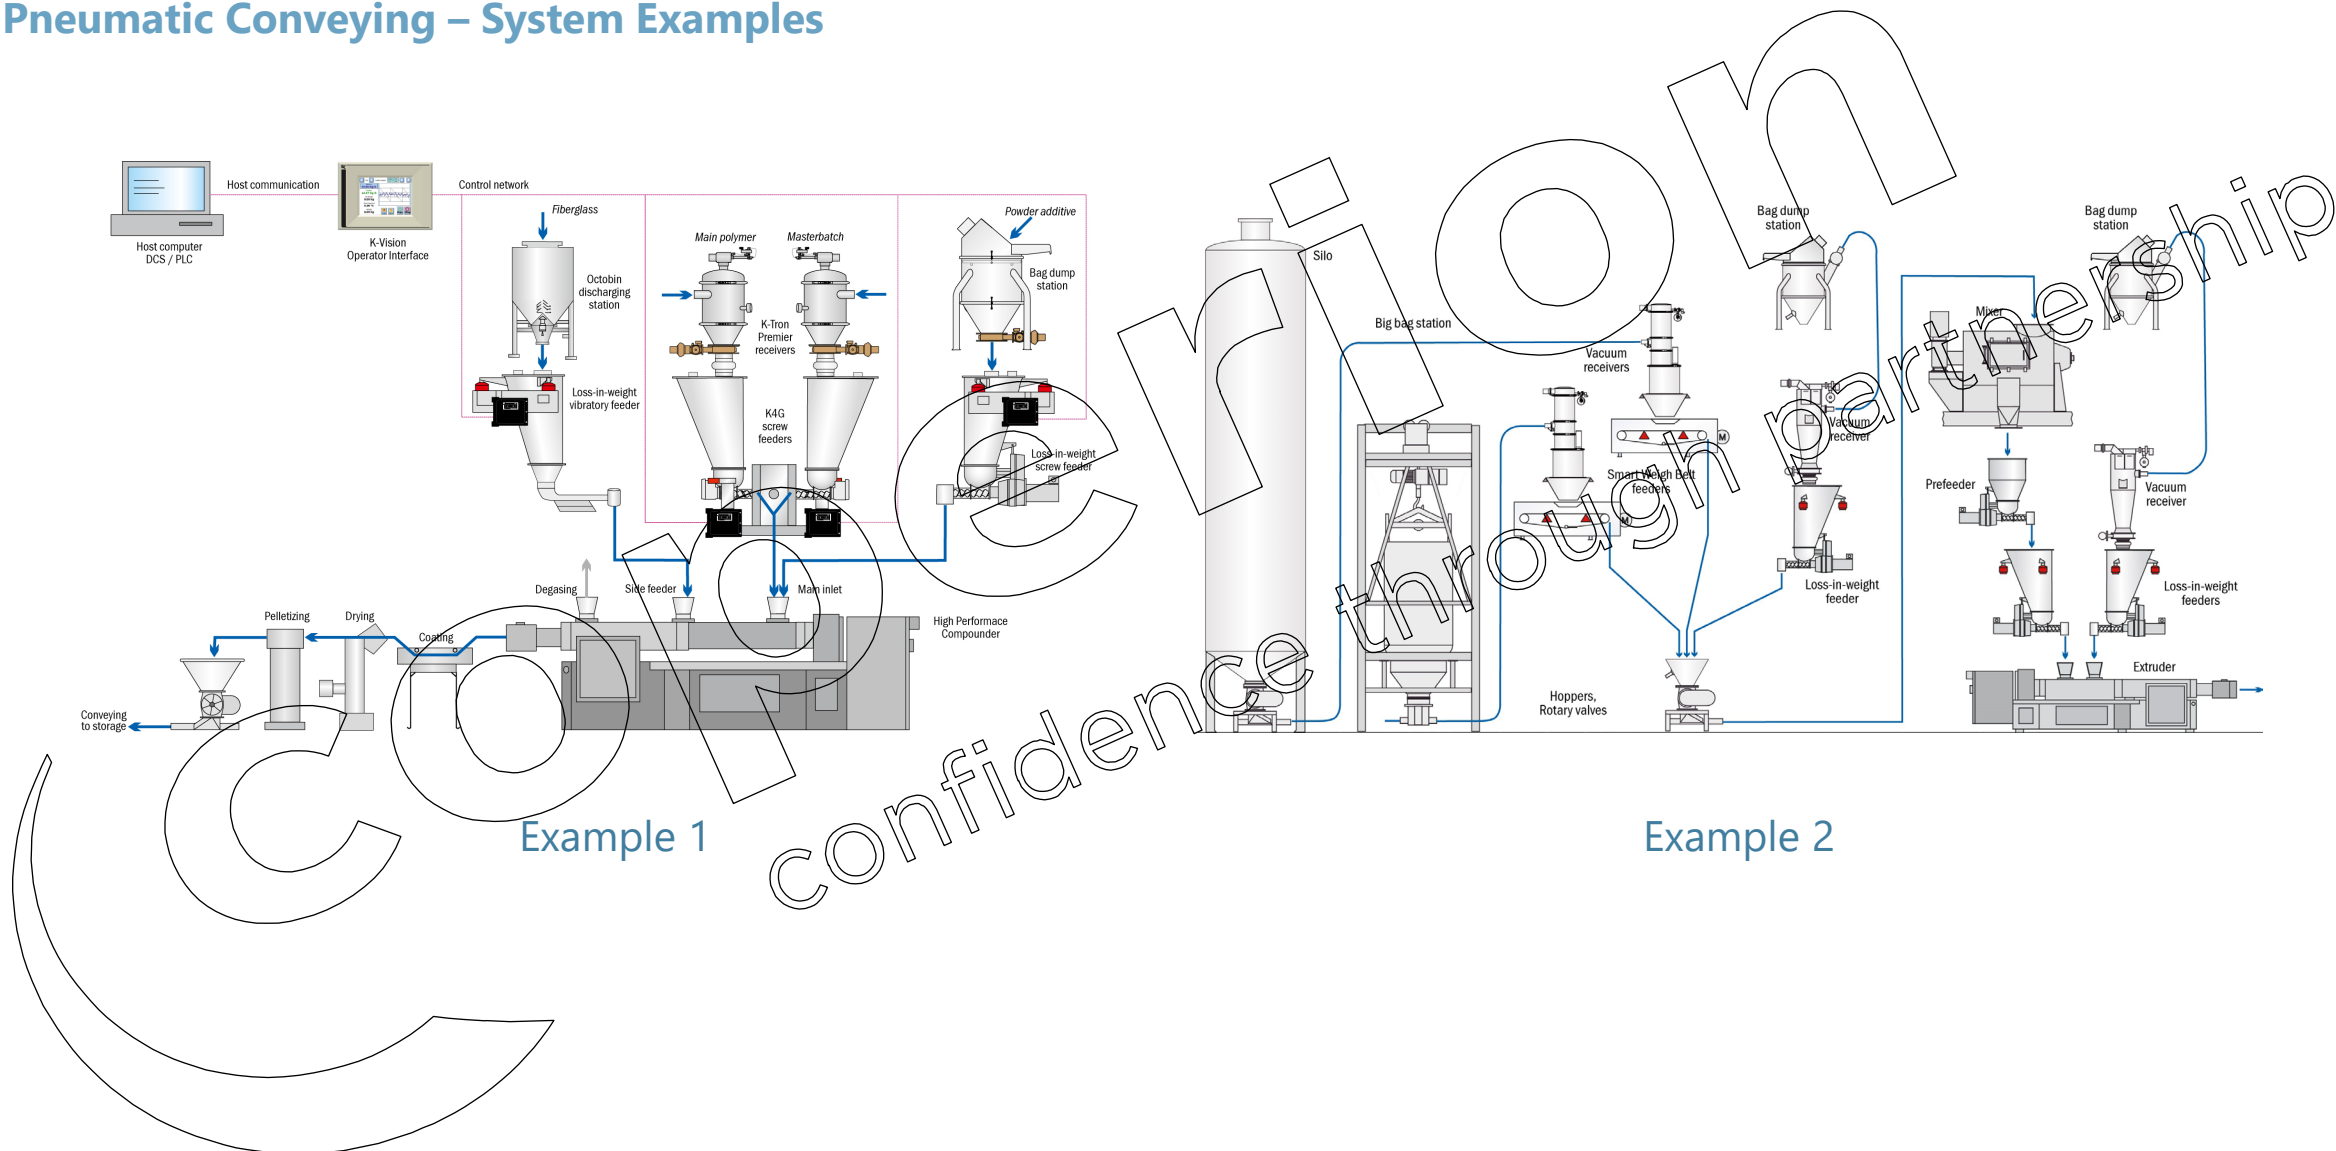 Pneumatic Conveying – System Examples
Host communication
Control network
Host computer
DCS / PLC
K-Vision
Operator Interface
Fiberglass
Octobin
discharging
station
Loss-in-weight
vibratory feeder
Main polymer
Masterbatch
K-Tron
Premier
receivers
K4G
screw
feeders
Powder additive
Bag dump
station
Loss-in-weight
screw feeder
Degasing
Side feeder
Main inlet
High Performace
Compounder
Pelletizing
Drying
Coating
Conveying
to storage
Example 1
Silo
Big bag station
Vacuum
receivers
Smart Weigh Belt
feeders
M
M
Hoppers,
Rotary valves
Bag dump
station
Vacuum
receiver
Loss-in-weight
feeder
Mixer
Prefeeder
Bag dump
station
Vacuum
receiver
Loss-in-weight
feeders
Extruder
Example 2
Coperion
confidence through partnership